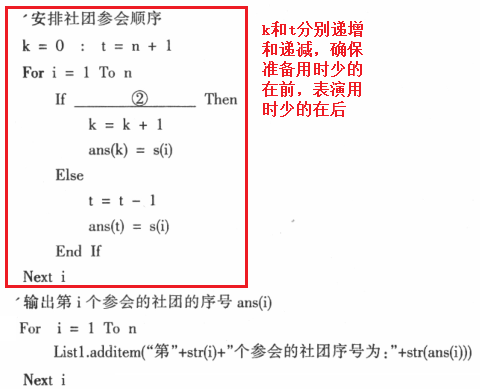 ′安排社团参会顺序
k = 0 : t = n + 1
For i = 1 To n
If ② Then
k = k + 1
ans(k) = s(i)
Else
t = t - 1
ans(t) = s(i)
End If
Next i
′输出第 i 个参会的社团的序号 ans(i)
For i = 1 To n
List1.additem(“第”+str(i)+”个参会的社团序号为:”+str(ans(i)))
Next i
k和t分别递增
和递减，确保
准备用时少的
在前，表演用
时少的在后